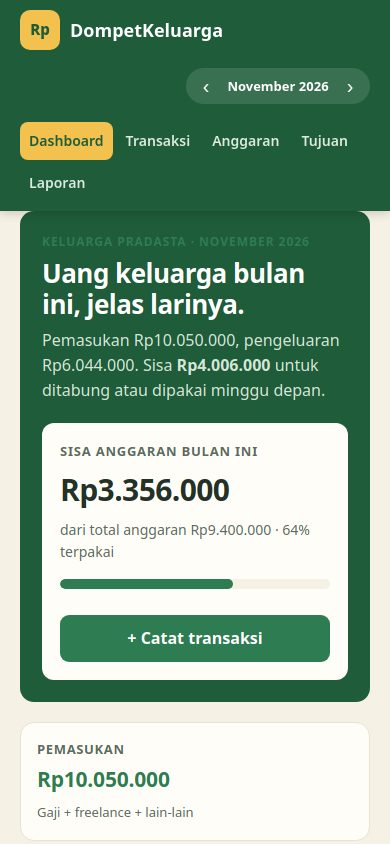 Rp DompetKeluarga
‹ November 2026 ›
Dashboard Transaksi Anggaran Tujuan
Laporan
KELUARGA PRADASTA · NOVEMBER 2026
Uang keluarga bulan
ini, jelas larinya.
Pemasukan Rp10.050.000, pengeluaran
Rp6.044.000. Sisa Rp4.006.000 untuk
ditabung atau dipakai minggu depan.
SISA ANGGARAN BULAN INI
Rp3.356.000
dari total anggaran Rp9.400.000 · 64%
terpakai
+ Catat transaksi
PEMASUKAN
Rp10.050.000
Gaji + freelance + lain-lain